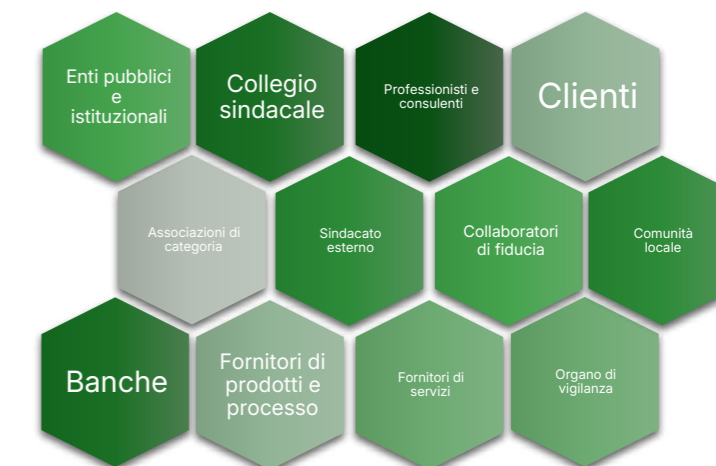 Enti pubblici
e
istituzionali
Collegio
sindacale
Professionisti e
consulenti
Clienti
Associazioni di
categoria
Sindacato
esterno
Collaboratori
di fiducia
Comunità
locale
Banche
Fornitori di
prodotti e
processo
Fornitori di
servizi
Organo di
vigilanza